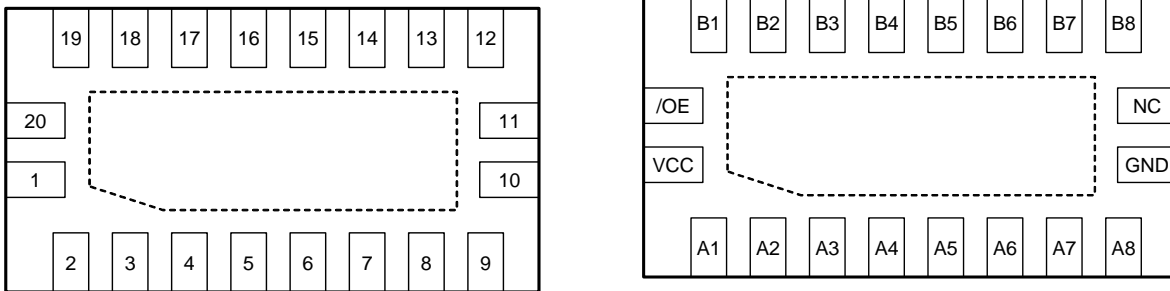 19 18 17 16 15 14 13 12
20 11
1 10
2 3 4 5 6 7 8 9
B1 B2 B3 B4 B5 B6 B7 B8
/OE NC
VCC GND
A1 A2 A3 A4 A5 A6 A7 A8